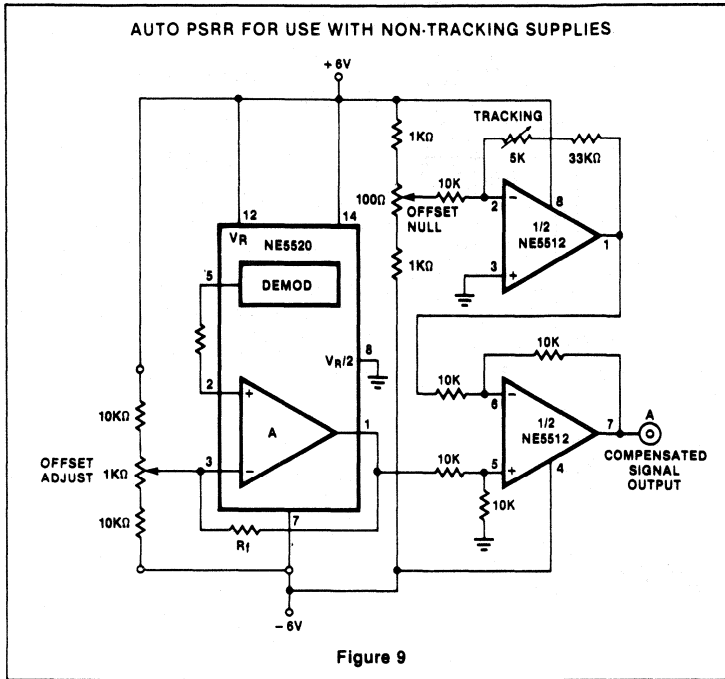 AUTO PSRR FOR USE WITH NON-TRACKING SUPPLIES
+6V
TRACKING
1KΩ
5K
33KΩ
10K
100Ω
OFFSET
NULL
2
−
8
1/2
NE5512
1
3
+
1KΩ
12
14
VR
NE5520
5
DEMOD
8
VR/2
2
+
A
1
3
−
7
Rf
10KΩ
OFFSET
ADJUST
1KΩ
10KΩ
−6V
10K
10K
6
−
1/2
NE5512
7
A
COMPENSATED
SIGNAL
OUTPUT
10K
5
+
4
10K
Figure 9